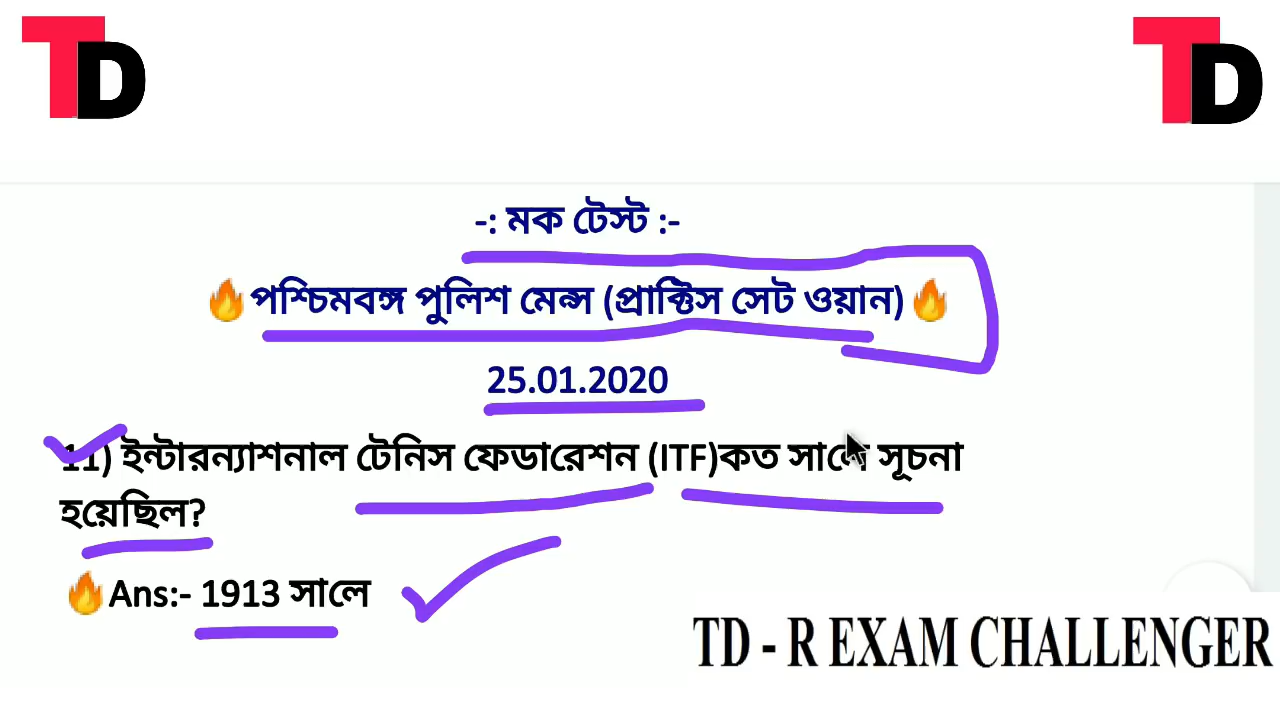 TD TD
-: মক টেস্ট :-
🔥পশ্চিমবঙ্গ পুলিশ মেন্স (প্রাক্টিস সেট ওয়ান)🔥
25.01.2020
11) ইন্টারন্যাশনাল টেনিস ফেডারেশন (ITF)কত সালে সূচনা
হয়েছিল?
🔥Ans:- 1913 সালে
TD - R EXAM CHALLENGER